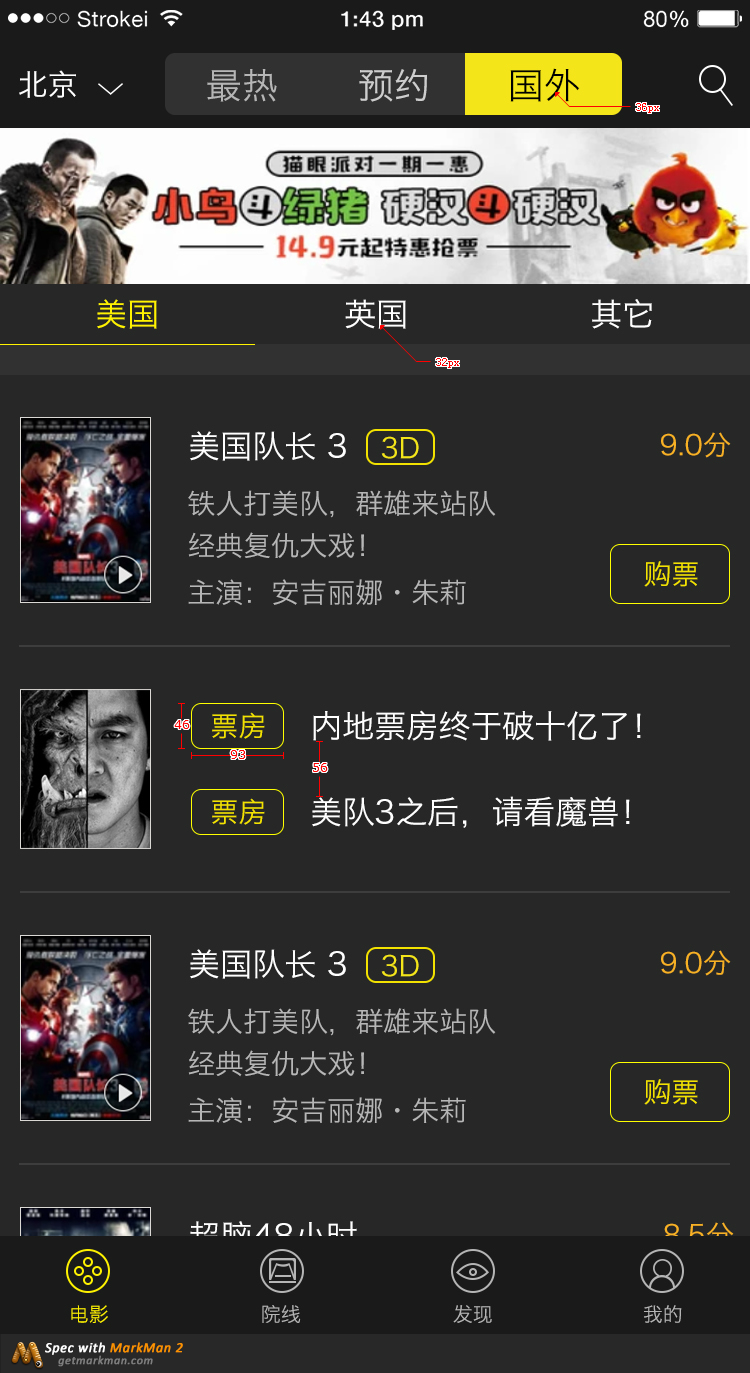 Strokei 1:43 pm 80%
北京 最热 预约 国外
36px
猫眼派对一期一惠
小鸟斗绿猪 硬汉斗硬汉
14.9元起特惠抢票
美国 英国 其它
32px
美国队长 3 3D 9.0分
铁人打美队，群雄来站队
经典复仇大戏！
购票
主演：安吉丽娜·朱莉
46 票房 内地票房终于破十亿了！
93
56
票房 美队3之后，请看魔兽！
美国队长 3 3D 9.0分
铁人打美队，群雄来站队
经典复仇大戏！
购票
主演：安吉丽娜·朱莉
超脑48小时 8.5分
电影 院线 发现 我的
Spec with MarkMan 2
getmarkman.com